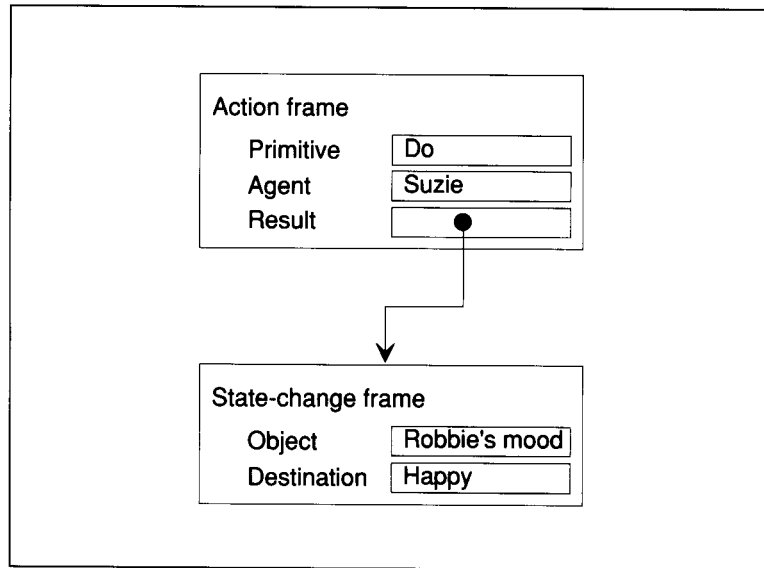 Action frame
Primitive Do
Agent Suzie
Result
State-change frame
Object Robbie's mood
Destination Happy